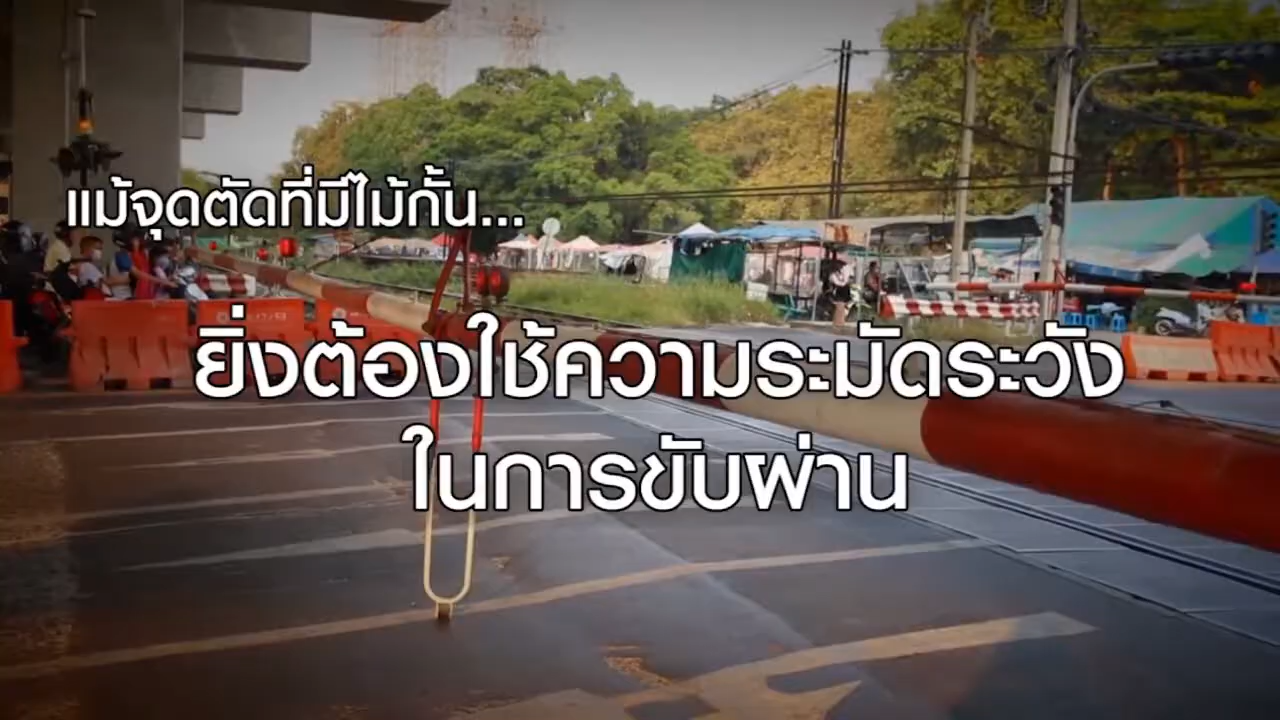 แม้จุดตัดที่มีไม้กั้น...
ยิ่งต้องใช้ความระมัดระวัง
ในการขับผ่าน